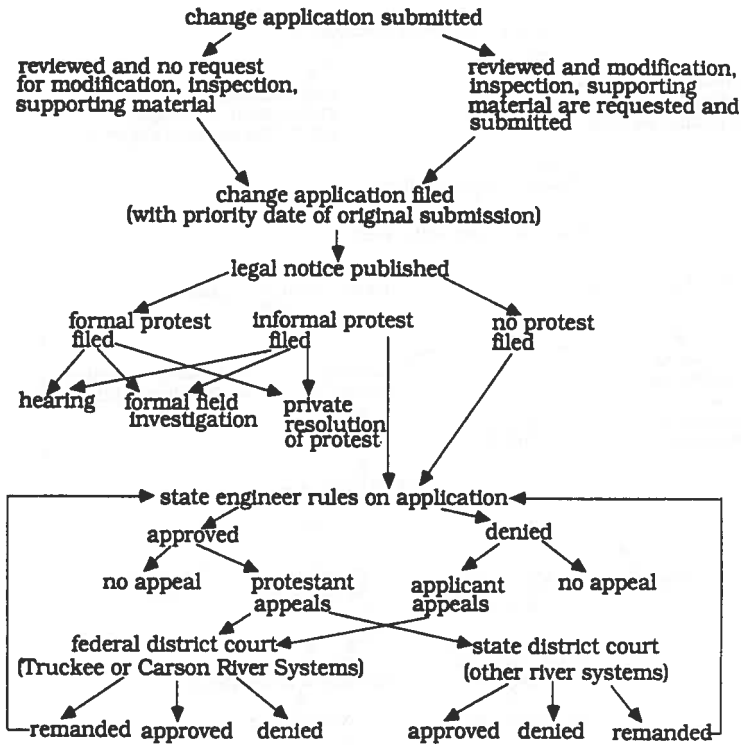 change application submitted
reviewed and no request
for modification, inspection,
supporting material
reviewed and modification,
inspection, supporting
material are requested and
submitted
change application filed
(with priority date of original submission)
legal notice published
formal protest
filed
informal protest
filed
no protest
filed
hearing
formal field
investigation
private
resolution
of protest
state engineer rules on application
approved
denied
no appeal
protestant
appeals
applicant
appeals
no appeal
federal district court
(Truckee or Carson River Systems)
state district court
(other river systems)
remanded approved denied
approved denied remanded